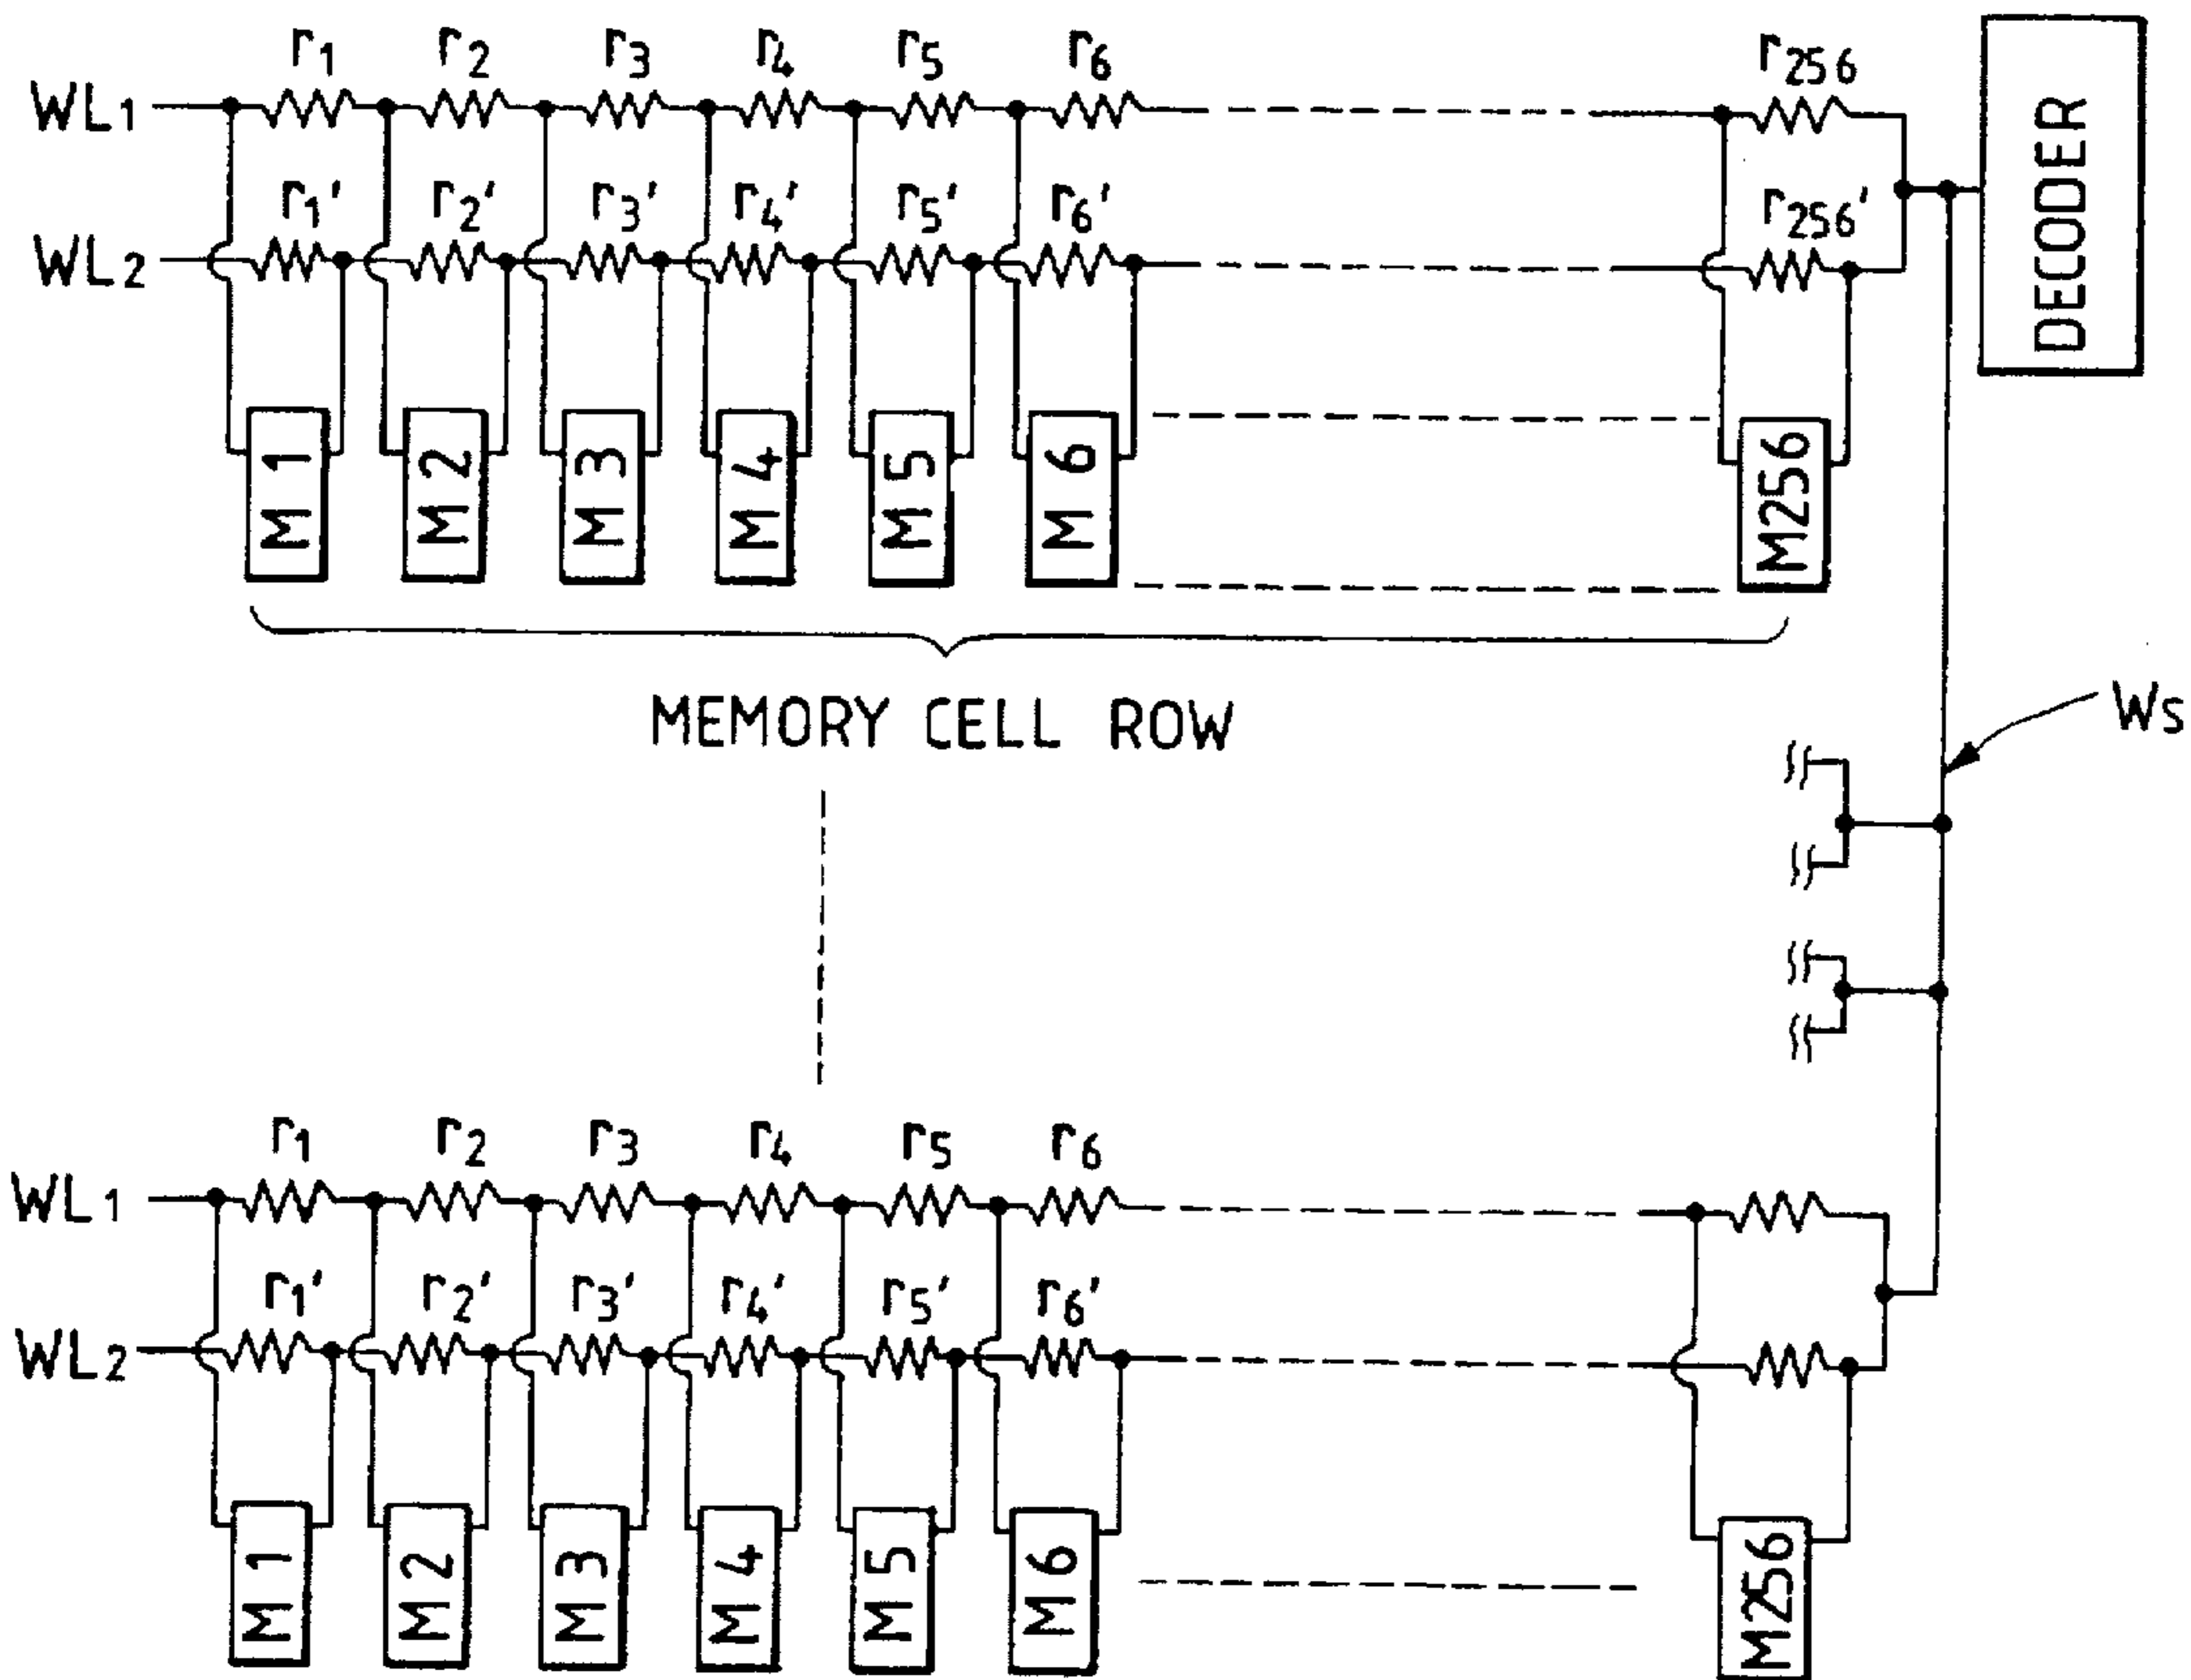 r1 r2 r3 r4 r5 r6 r256
WL1
r1' r2' r3' r4' r5' r6' r256'
WL2
DECODER
M1 M2 M3 M4 M5 M6 M256
MEMORY CELL ROW
WS
r1 r2 r3 r4 r5 r6
WL1
r1' r2' r3' r4' r5' r6'
WL2
M1 M2 M3 M4 M5 M6 M256